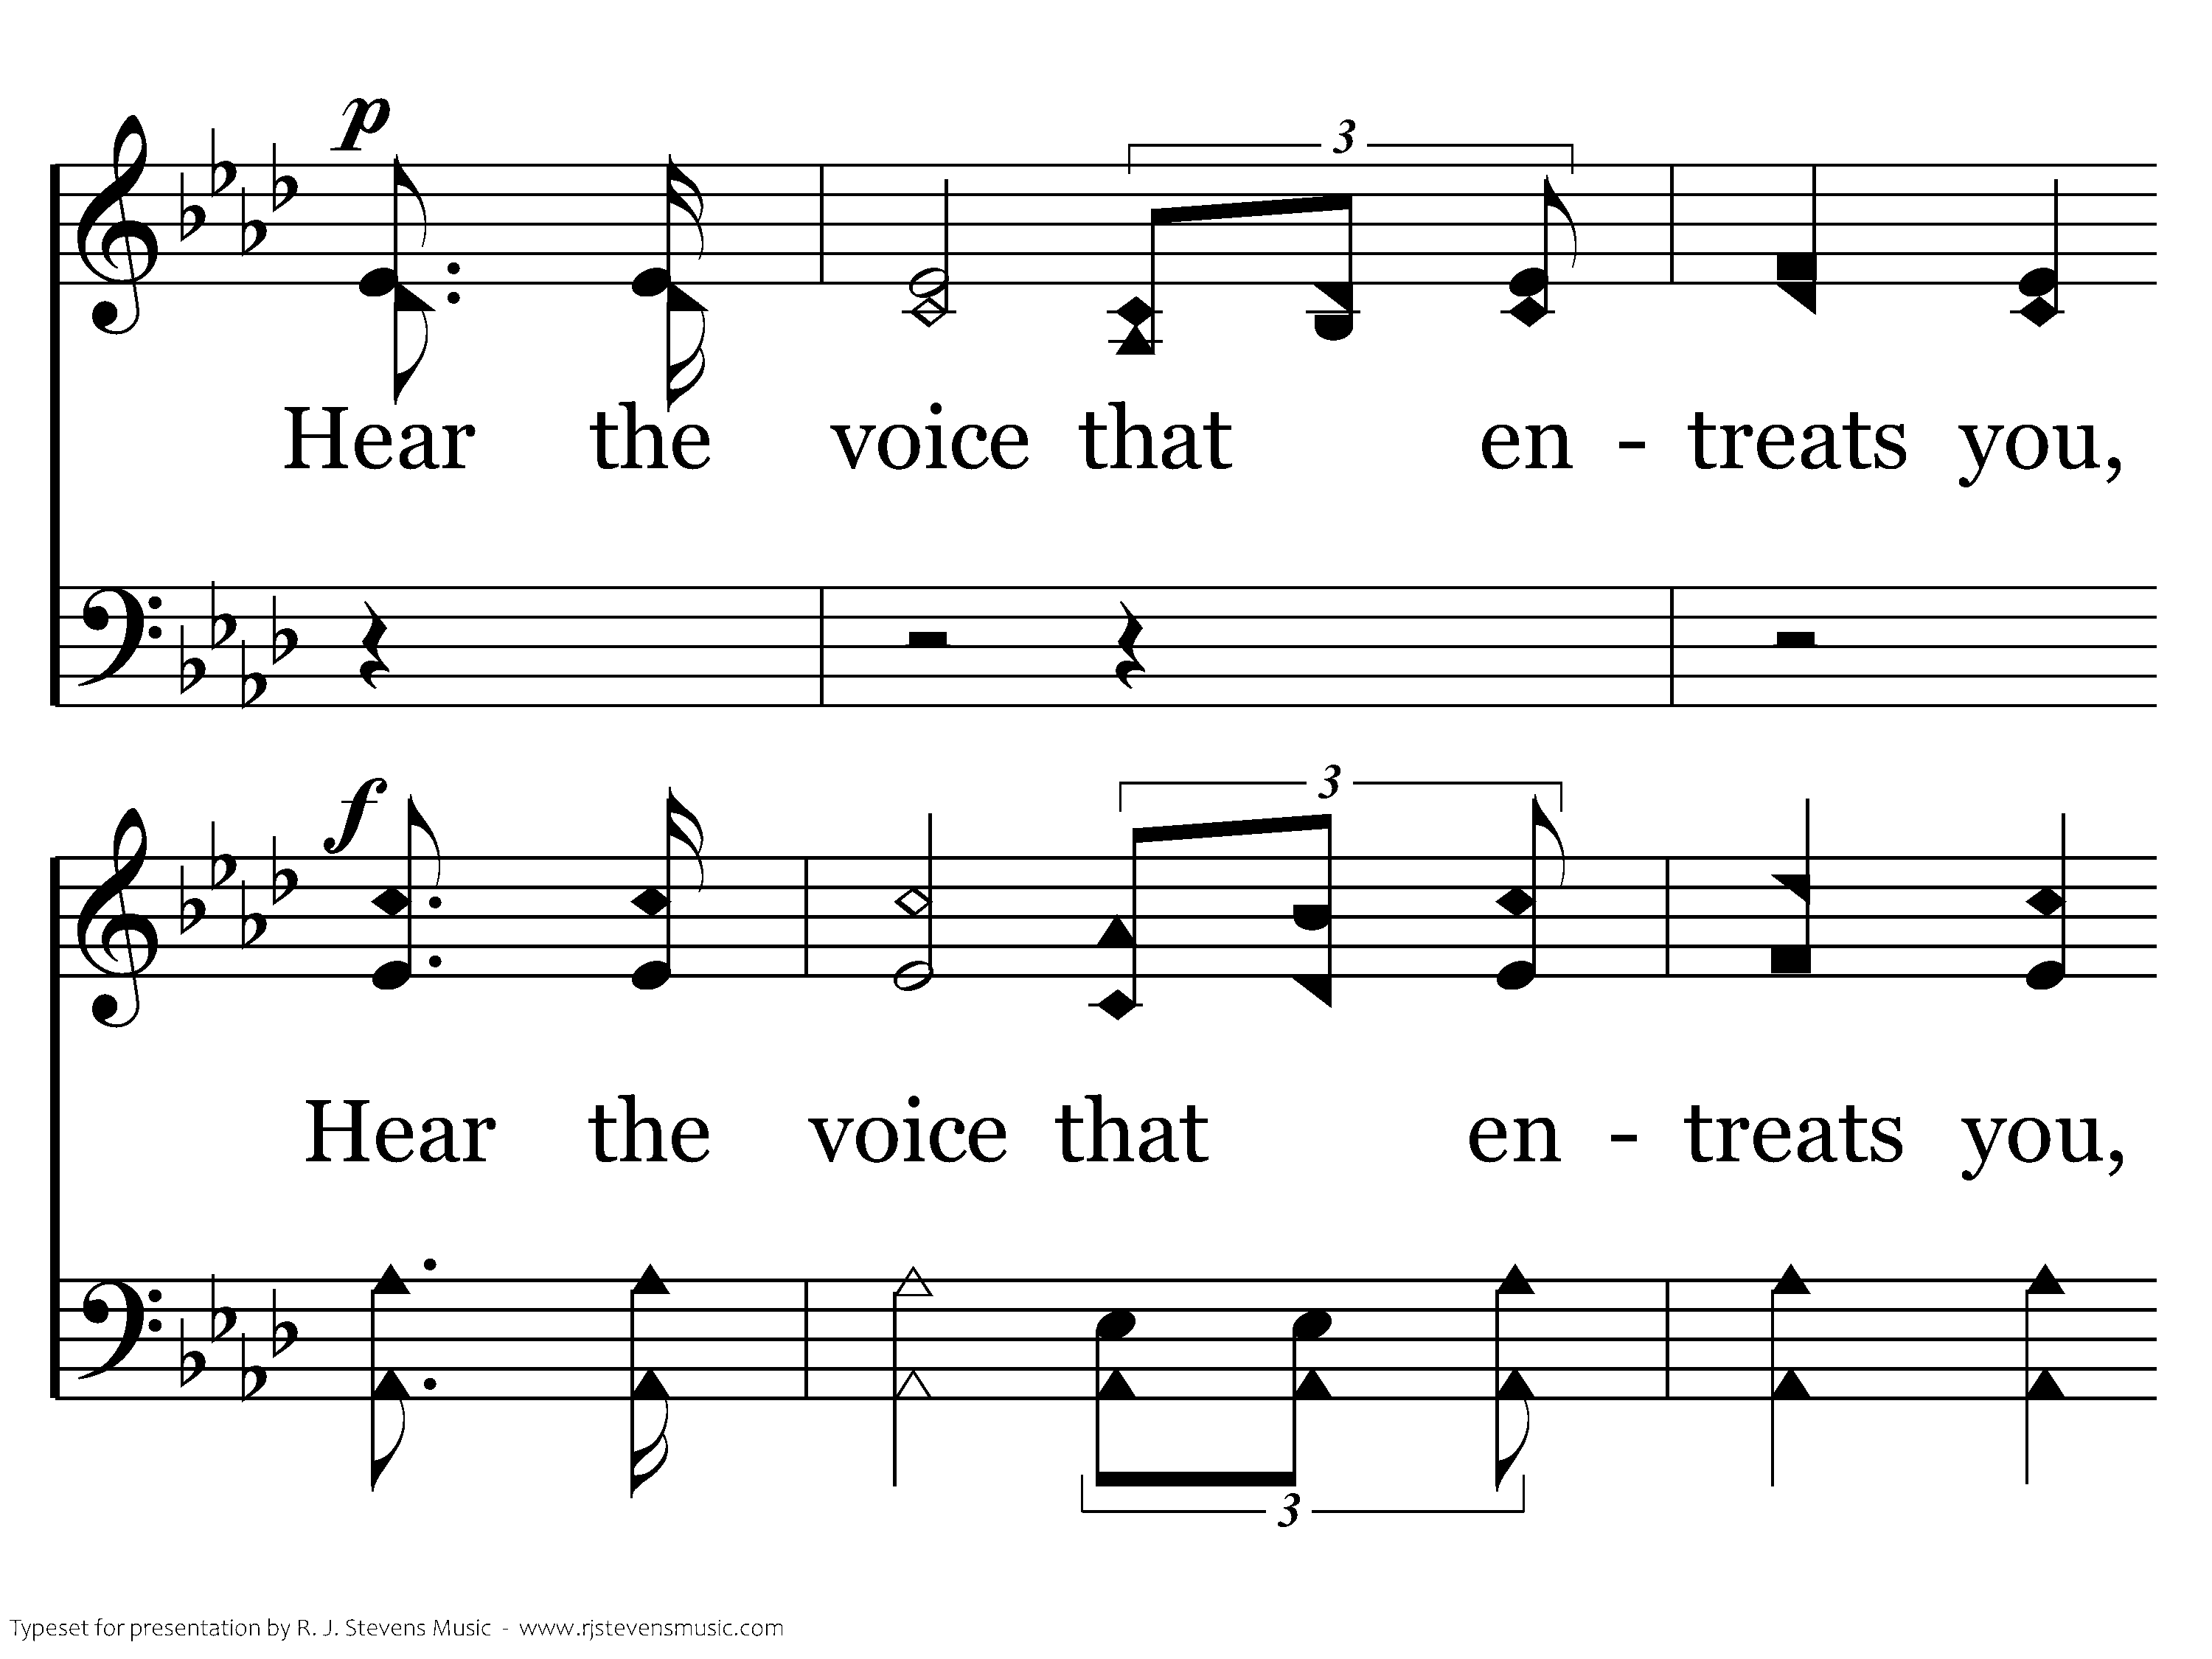 p
3
Hear the voice that en - treats you,
f
3
Hear the voice that en - treats you,
3
Typeset for presentation by R. J. Stevens Music - www.rjstevensmusic.com